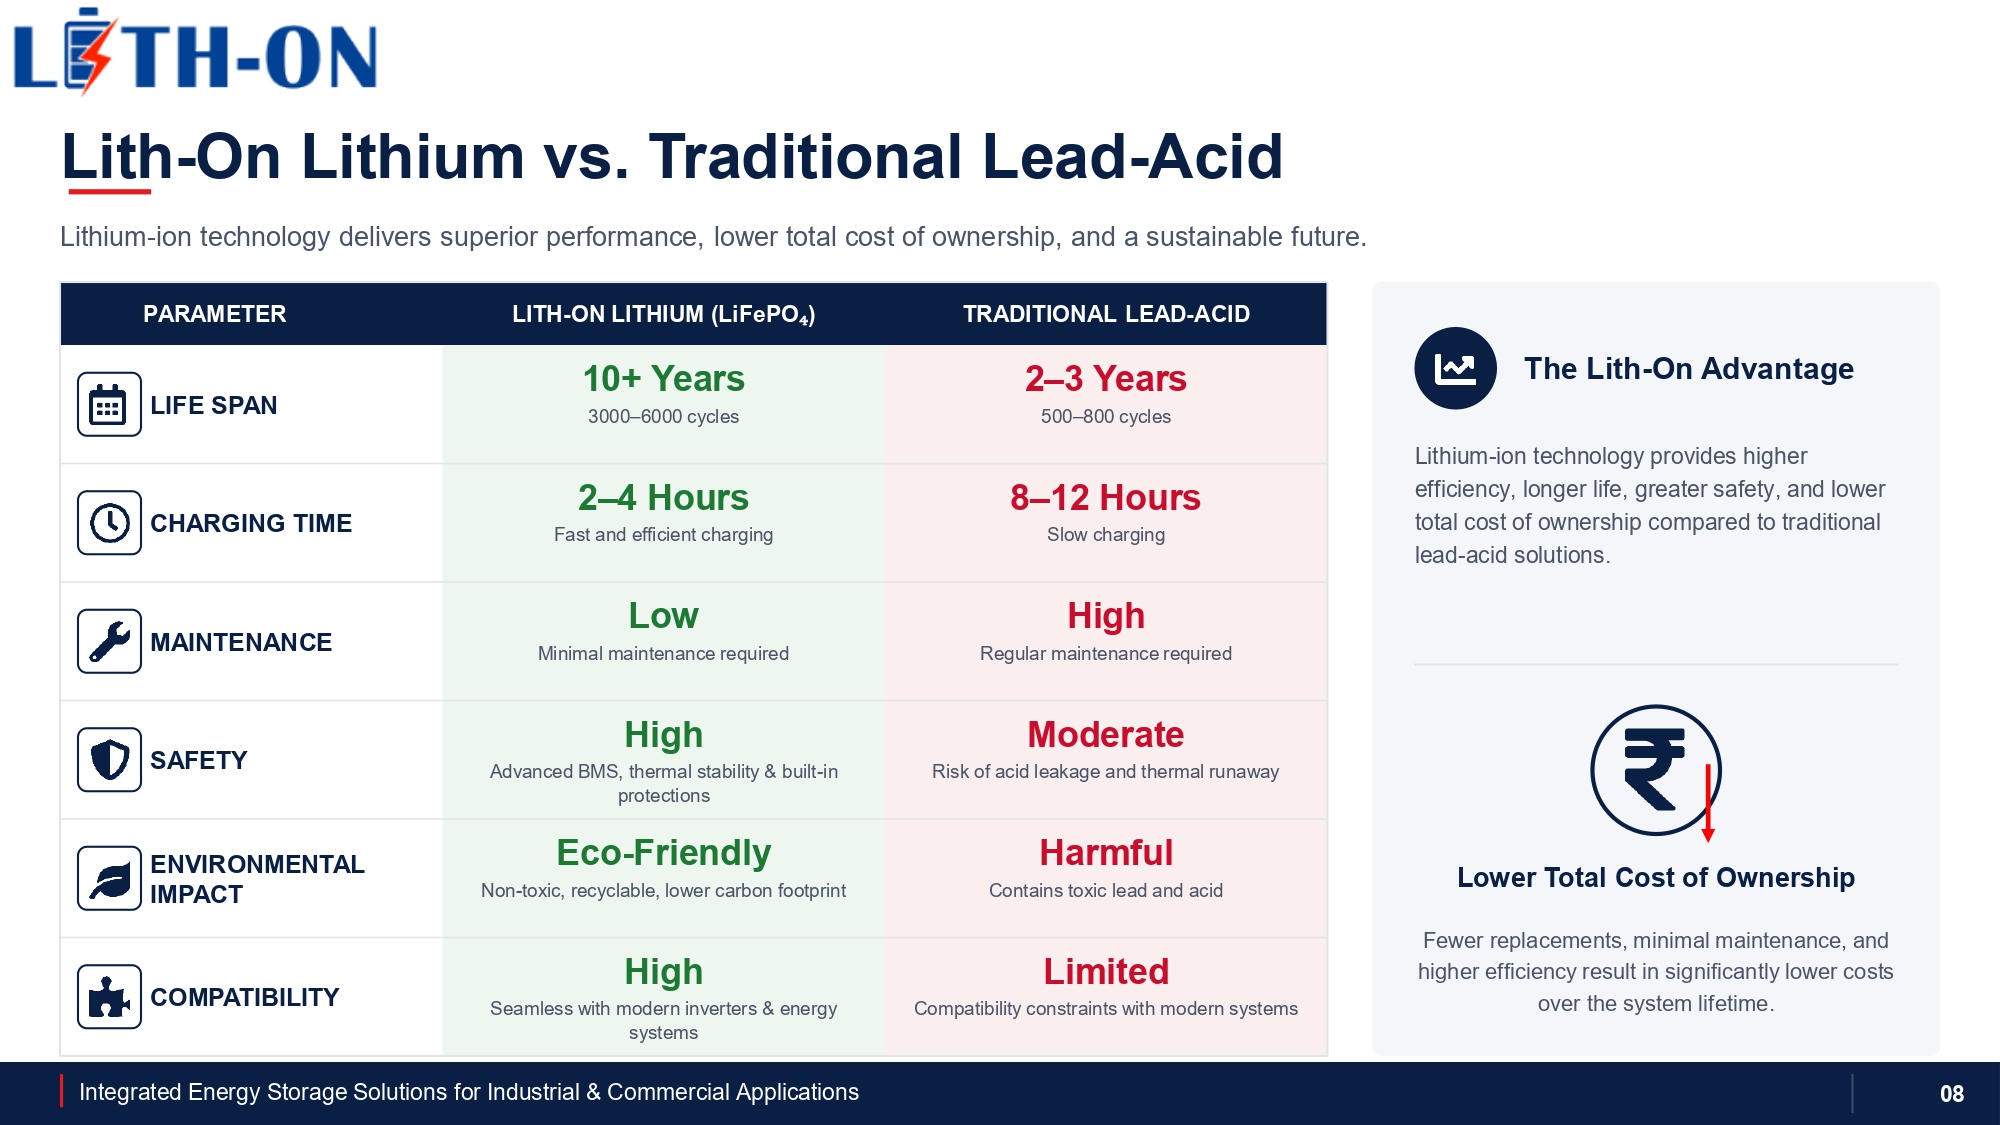 LITH-ON
Lith-On Lithium vs. Traditional Lead-Acid
Lithium-ion technology delivers superior performance, lower total cost of ownership, and a sustainable future.
PARAMETER
LITH-ON LITHIUM (LiFePO₄)
TRADITIONAL LEAD-ACID
LIFE SPAN
10+ Years
3000–6000 cycles
2–3 Years
500–800 cycles
CHARGING TIME
2–4 Hours
Fast and efficient charging
8–12 Hours
Slow charging
MAINTENANCE
Low
Minimal maintenance required
High
Regular maintenance required
SAFETY
High
Advanced BMS, thermal stability & built-in
protections
Moderate
Risk of acid leakage and thermal runaway
ENVIRONMENTAL
IMPACT
Eco-Friendly
Non-toxic, recyclable, lower carbon footprint
Harmful
Contains toxic lead and acid
COMPATIBILITY
High
Seamless with modern inverters & energy
systems
Limited
Compatibility constraints with modern systems
The Lith-On Advantage
Lithium-ion technology provides higher
efficiency, longer life, greater safety, and lower
total cost of ownership compared to traditional
lead-acid solutions.
₹
Lower Total Cost of Ownership
Fewer replacements, minimal maintenance, and
higher efficiency result in significantly lower costs
over the system lifetime.
Integrated Energy Storage Solutions for Industrial & Commercial Applications
08